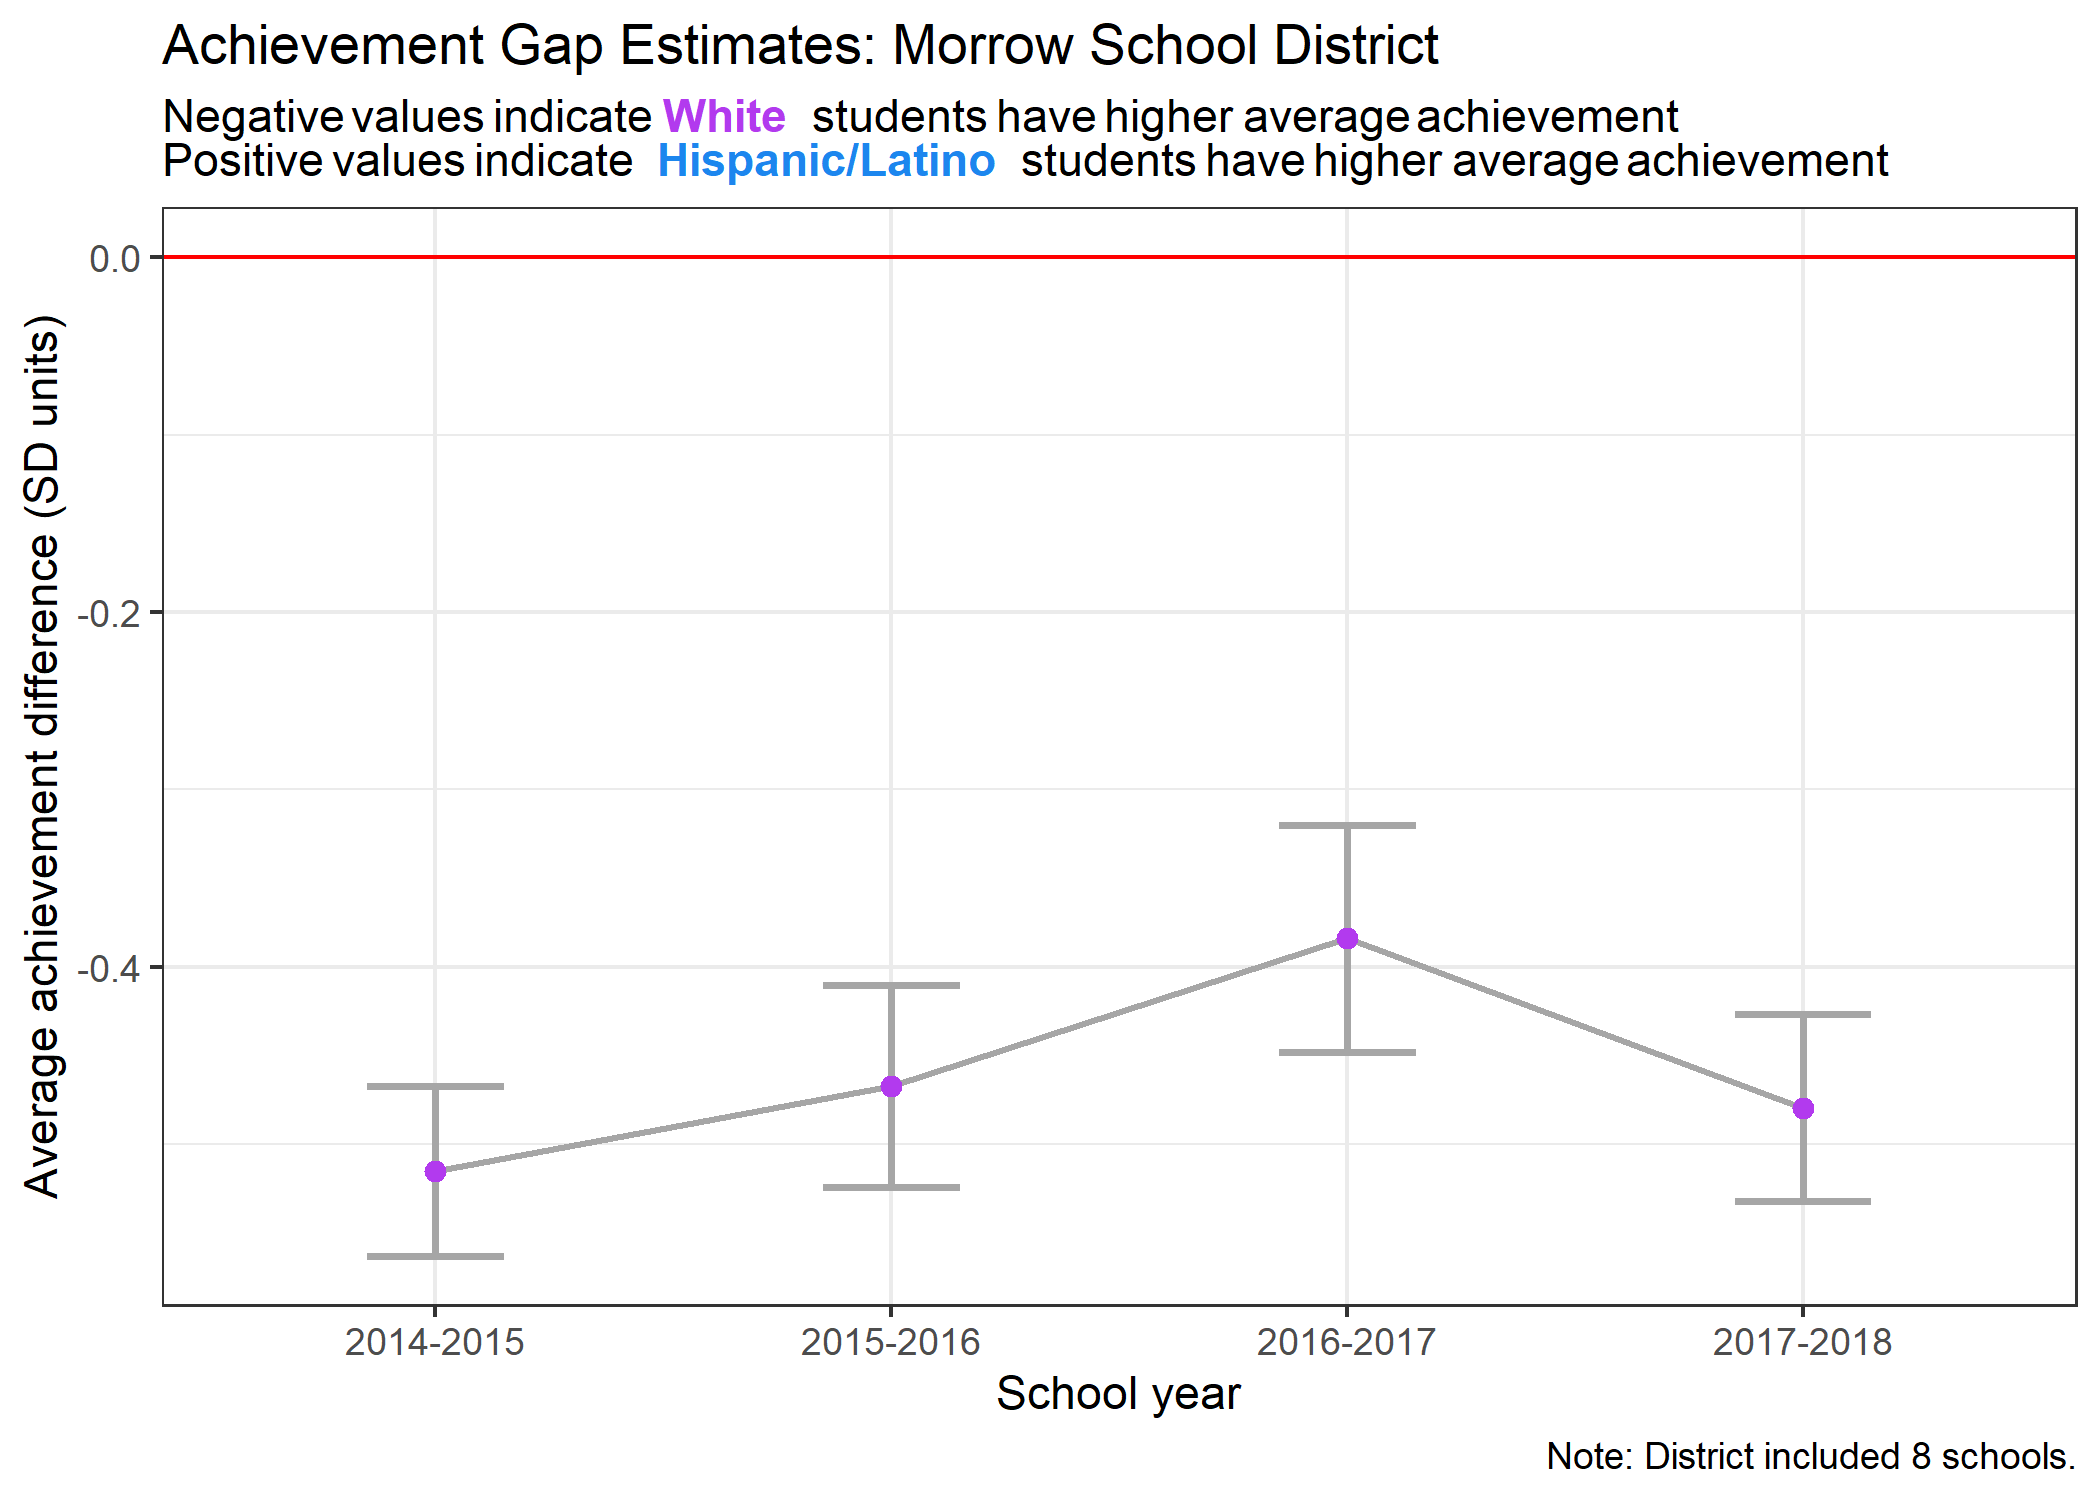 Achievement Gap Estimates: Morrow School District
Negative values indicate White students have higher average achievement
Positive values indicate Hispanic/Latino students have higher average achievement
Average achievement difference (SD units)
0.0
-0.2
-0.4
2014-2015 2015-2016 2016-2017 2017-2018
School year
Note: District included 8 schools.